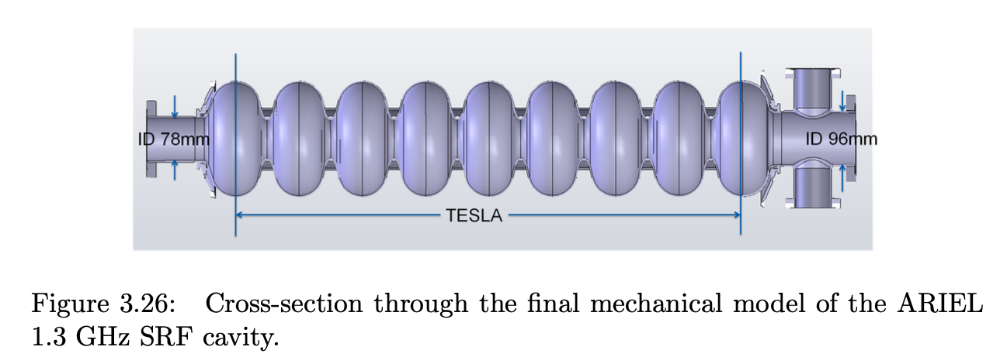 ID 78mm
ID 96mm
TESLA
Figure 3.26: Cross-section through the final mechanical model of the ARIEL
1.3 GHz SRF cavity.